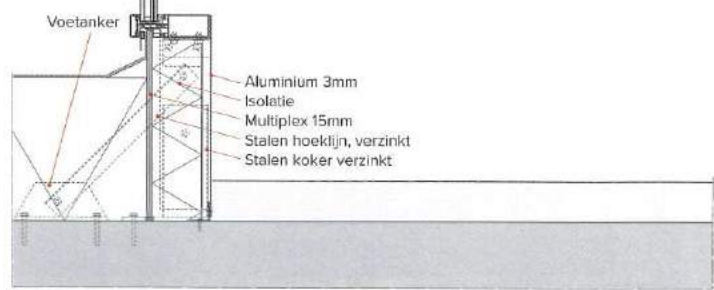 Voetanker
Aluminium 3mm
Isolatie
Multiplex 15mm
Stalen hoeklijn, verzinkt
Stalen koker verzinkt